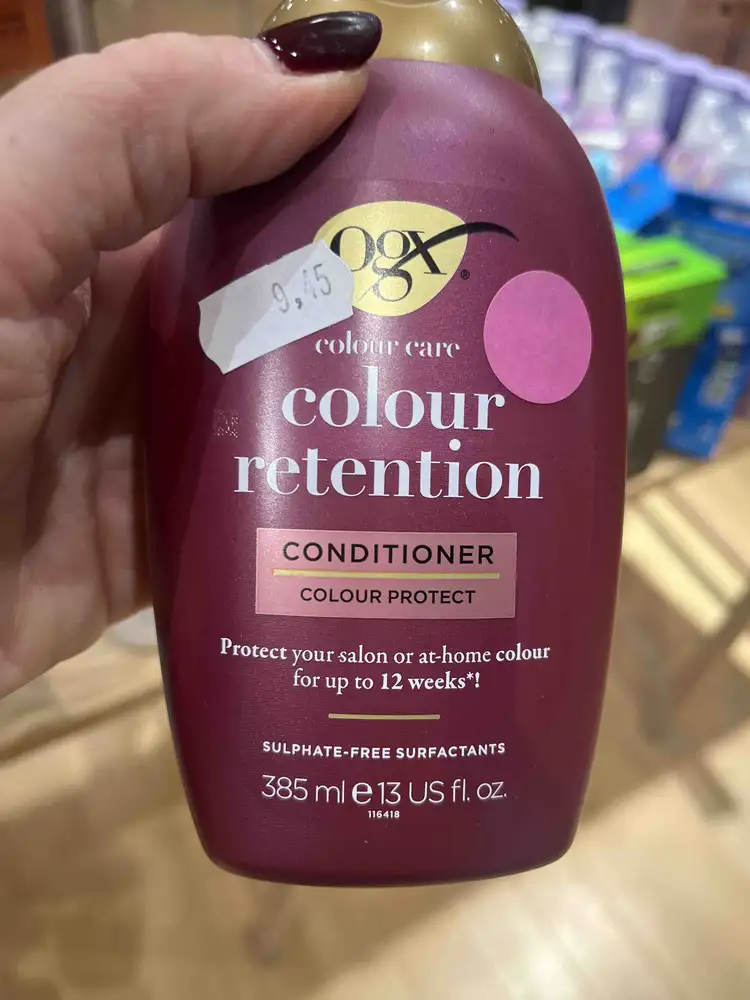 ogx®
9,45
colour care
colour
retention
CONDITIONER
COLOUR PROTECT
Protect your salon or at-home colour
for up to 12 weeks*!
SULPHATE-FREE SURFACTANTS
385 ml e 13 US fl. oz.
116418